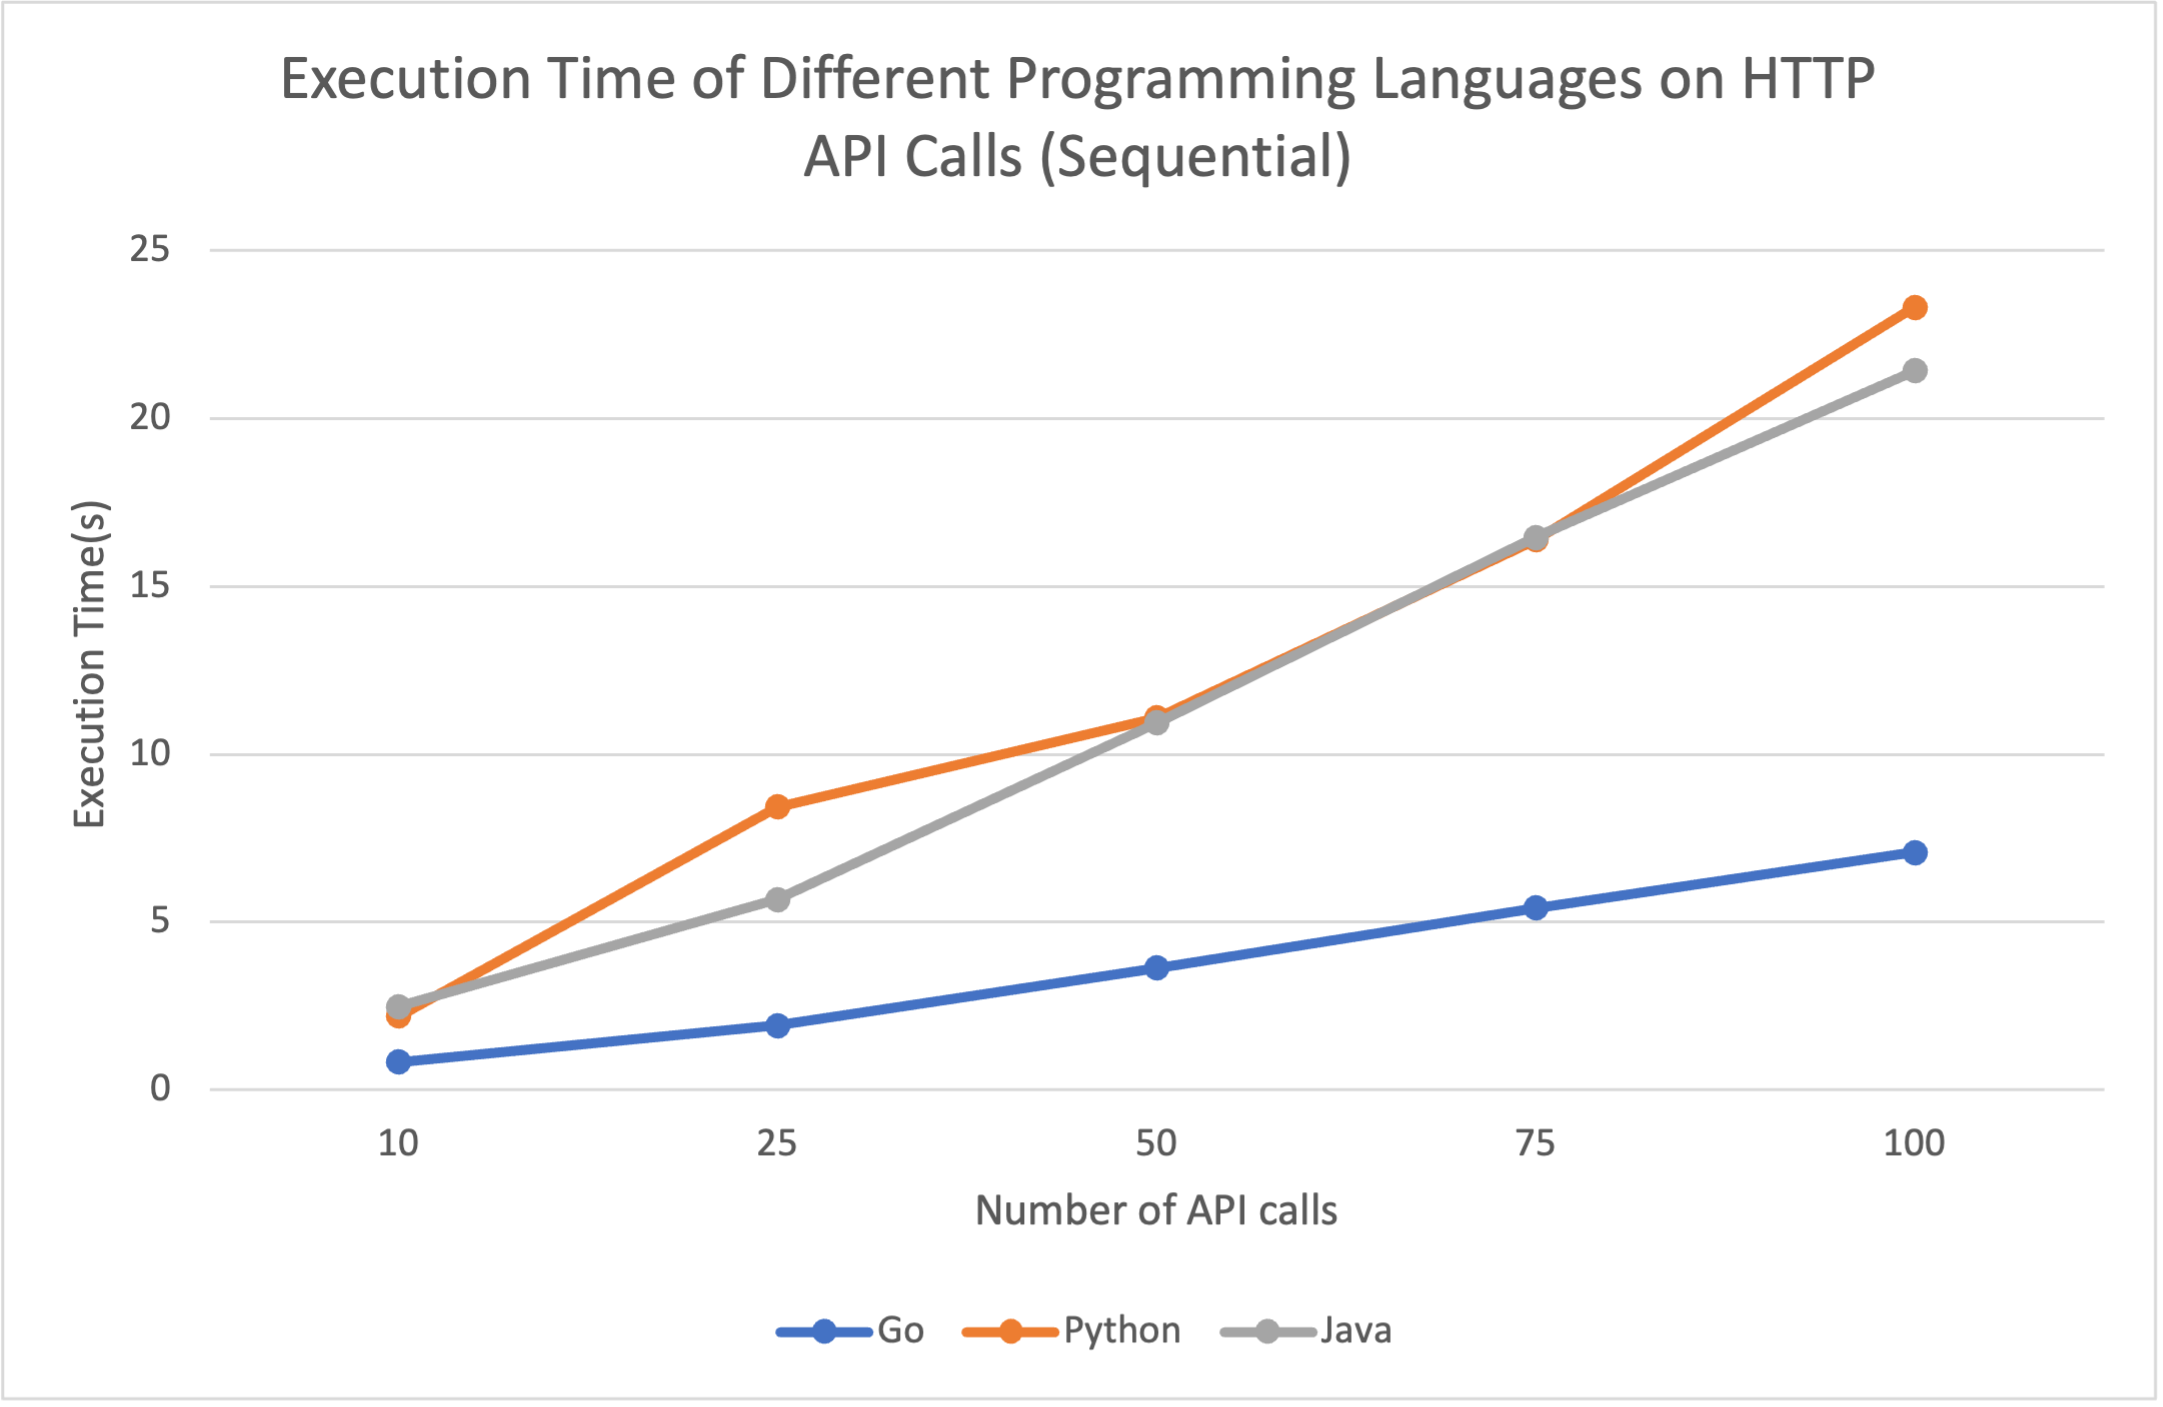 Execution Time of Different Programming Languages on HTTP
API Calls (Sequential)
25
20
15
10
5
0
Execution Time(s)
10 25 50 75 100
Number of API calls
Go Python Java